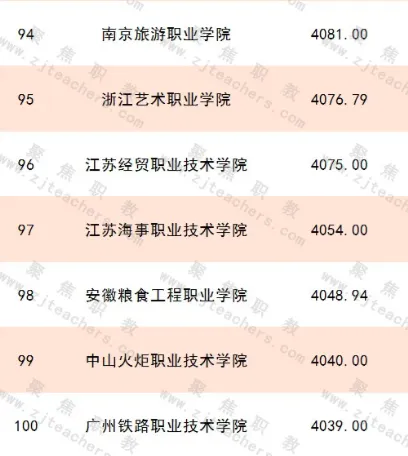 94 南京旅游职业学院 4081.00
95 浙江艺术职业学院 4076.79
96 江苏经贸职业技术学院 4075.00
97 江苏海事职业技术学院 4054.00
98 安徽粮食工程职业学院 4048.94
99 中山火炬职业技术学院 4040.00
100 广州铁路职业技术学院 4039.00
聚焦职教
www.zjteachers.com